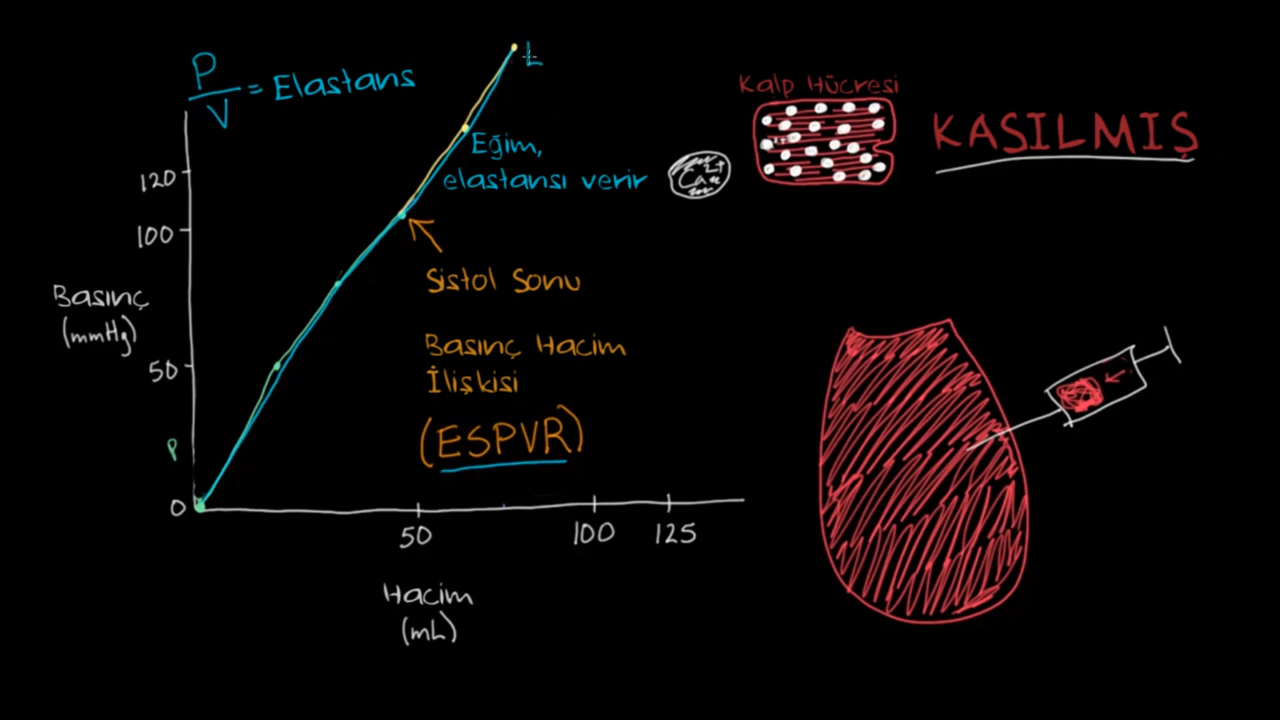 P
V
= Elastans
L
Eğim,
elastansı verir
120
100
Basınç
(mmHg)
50
P
0
Sistol Sonu
Basınç Hacim
İlişkisi
(ESPVR)
50
100
125
Hacim
(mL)
Kalp Hücresi
KASILMIŞ
Ca2+